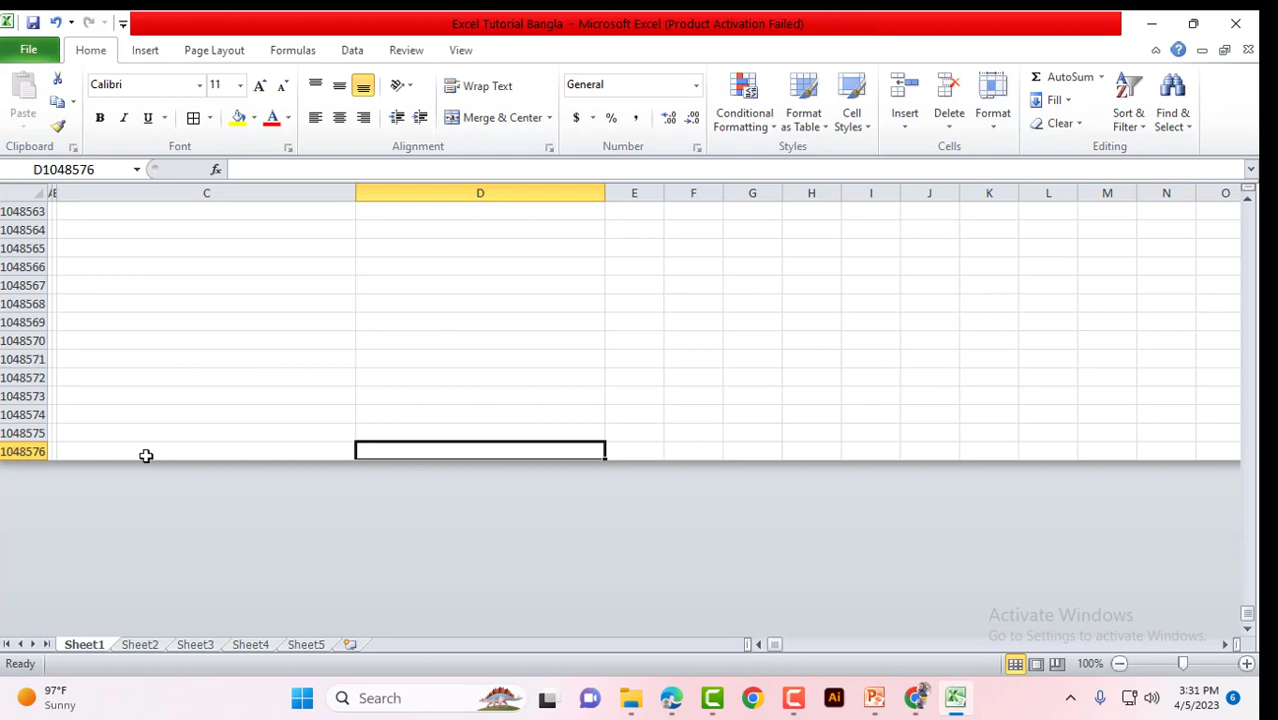 Excel Tutorial Bangla - Microsoft Excel (Product Activation Failed)
File Home Insert Page Layout Formulas Data Review View
Paste
Calibri 11
B I U
Wrap Text
Merge & Center
General
$ % ,
Conditional Formatting
Format as Table
Cell Styles
Insert
Delete
Format
Σ AutoSum
Fill
Clear
Sort & Filter
Find & Select
Clipboard Font Alignment Number Styles Cells Editing
D1048576 fx
C D E F G H I J K L M N O
1048563
1048564
1048565
1048566
1048567
1048568
1048569
1048570
1048571
1048572
1048573
1048574
1048575
1048576
Activate Windows
Go to Settings to activate Windows.
Sheet1 Sheet2 Sheet3 Sheet4 Sheet5
Ready 100%
97°F
Sunny
Search
Ai
3:31 PM
4/5/2023
6